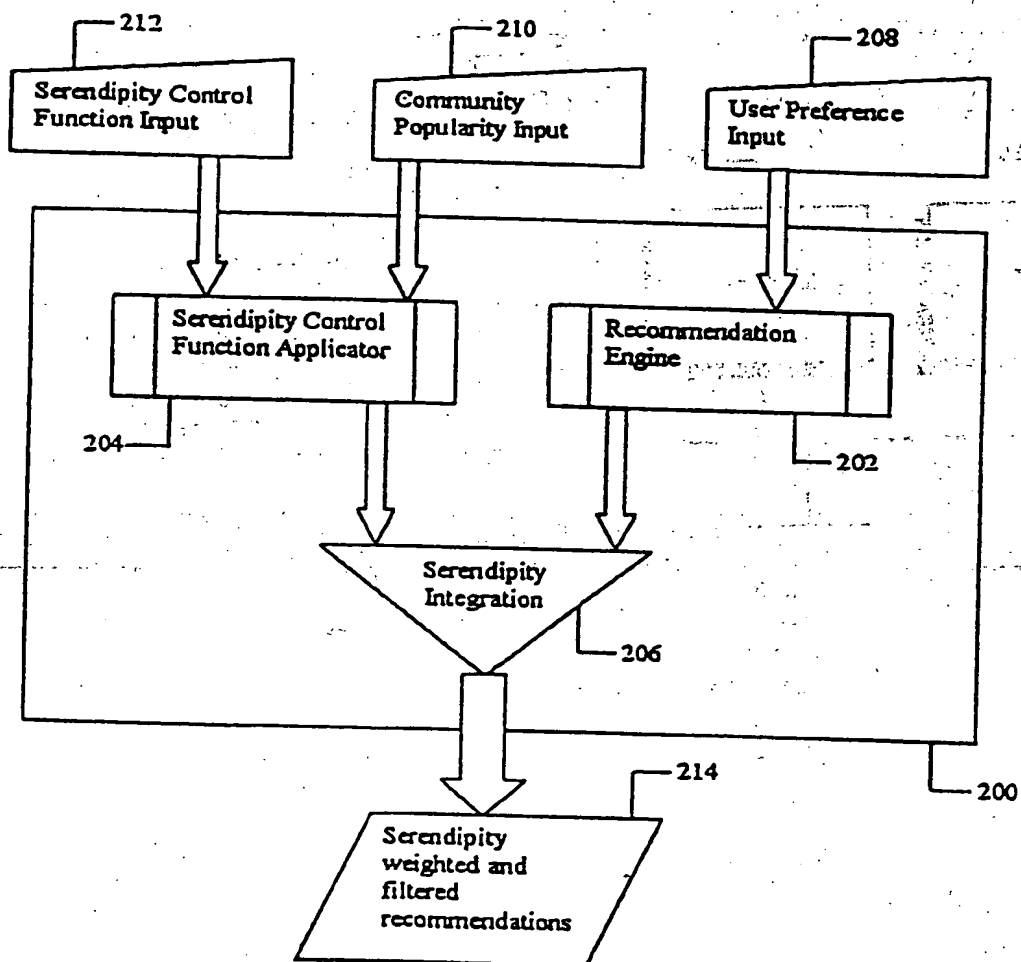 212
210
208
Serendipity Control
Function Input
Community
Popularity Input
User Preference
Input
Serendipity Control
Function Applicator
Recommendation
Engine
204
202
Serendipity
Integration
206
200
214
Serendipity
weighted and
filtered
recommendations